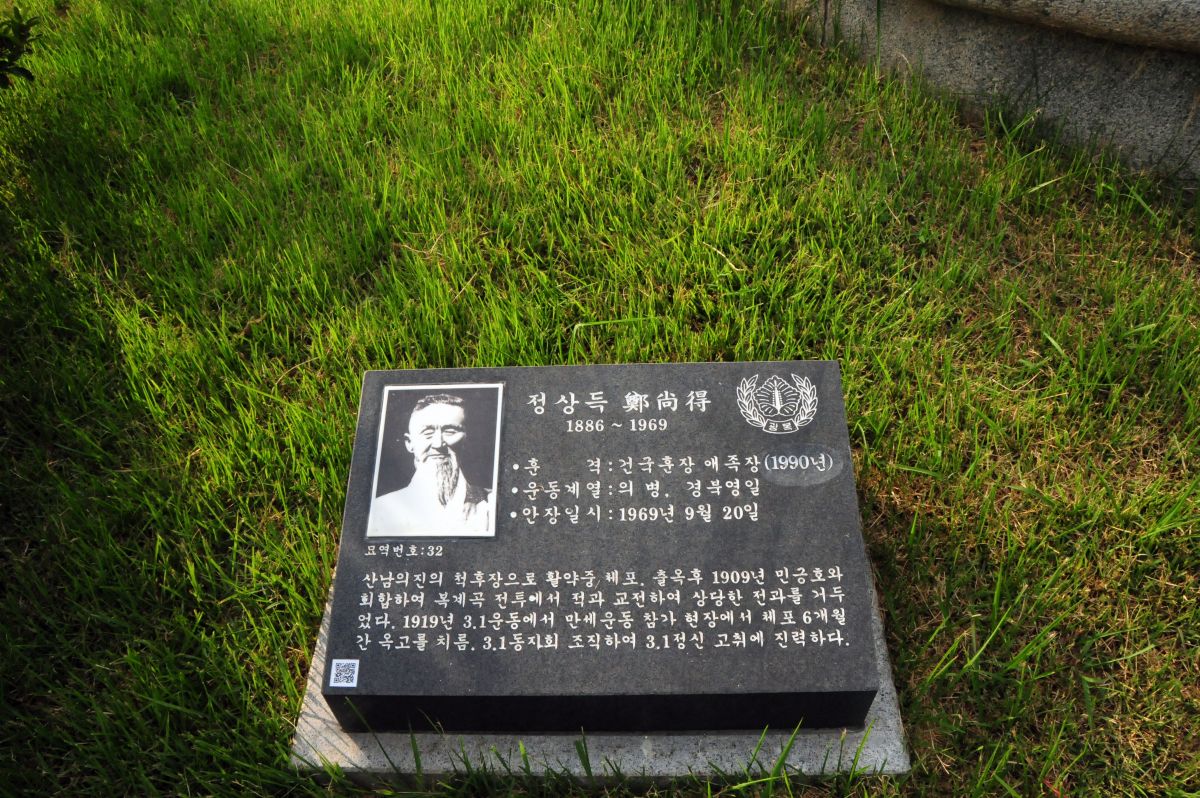 정상득 鄭尙得
1886 ~ 1969
광복
• 훈 격 : 건국훈장 애족장 (1990년)
• 운동계열 : 의병, 경북영일
• 안장일시 : 1969년 9월 20일
묘역번호 : 32
산남의진의 척후장으로 활약중 체포, 출옥후 1909년 민긍호와
회합하여 복제곡 전투에서 적과 교전하여 상당한 전과를 거두
었다. 1919년 3.1운동에서 만세운동 참가 현장에서 체포 6개월
간 옥고를 치름. 3.1동지회 조직하여 3.1정신 고취에 진력하다.